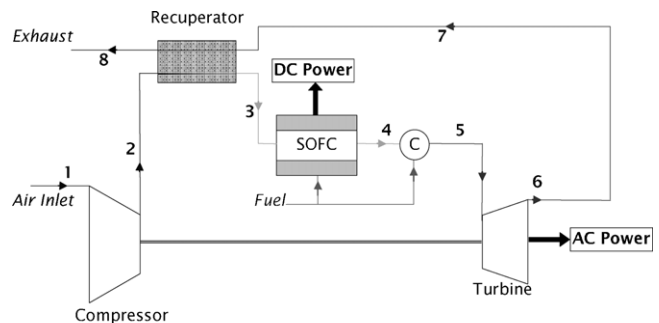 Recuperator
Exhaust
8
7
DC Power
3
2
SOFC
4
C
5
1
Air Inlet
Fuel
6
AC Power
Turbine
Compressor